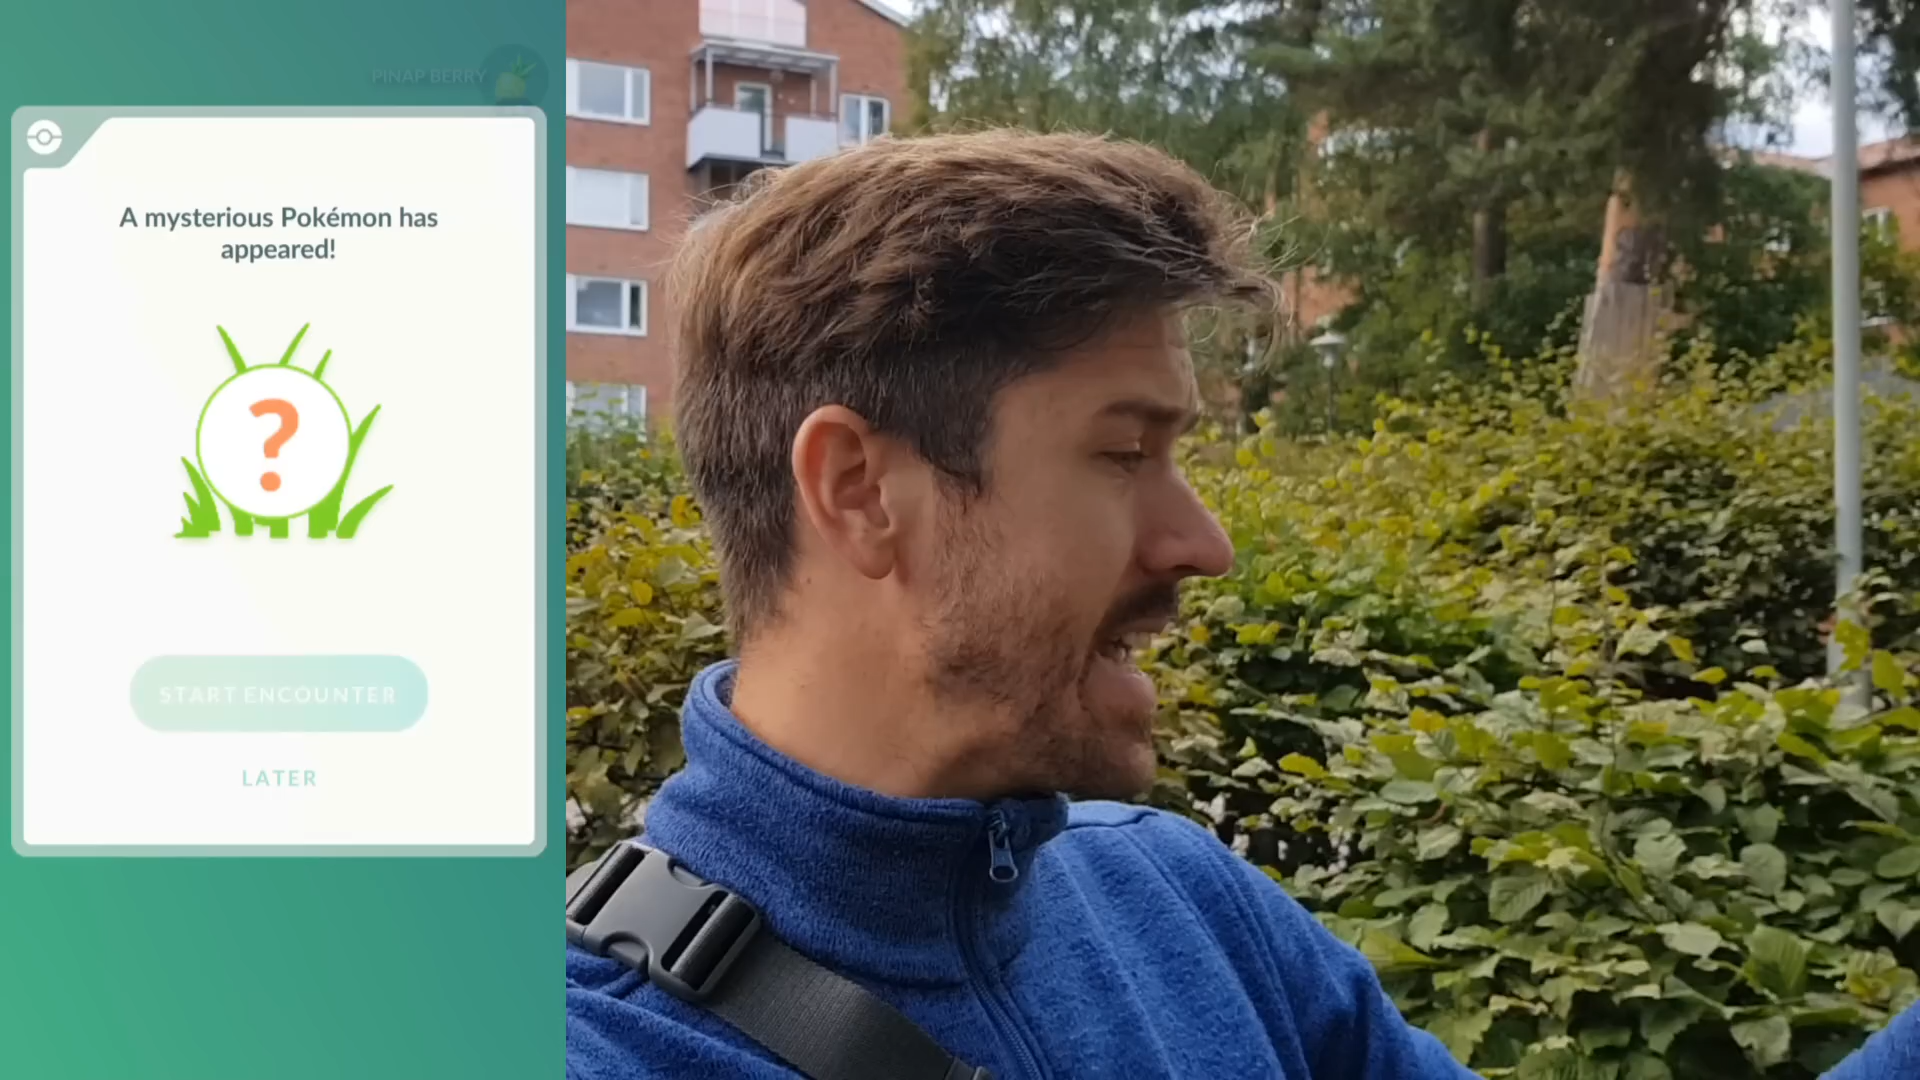 PINAP BERRY
A mysterious Pokémon has
appeared!
?
START ENCOUNTER
LATER